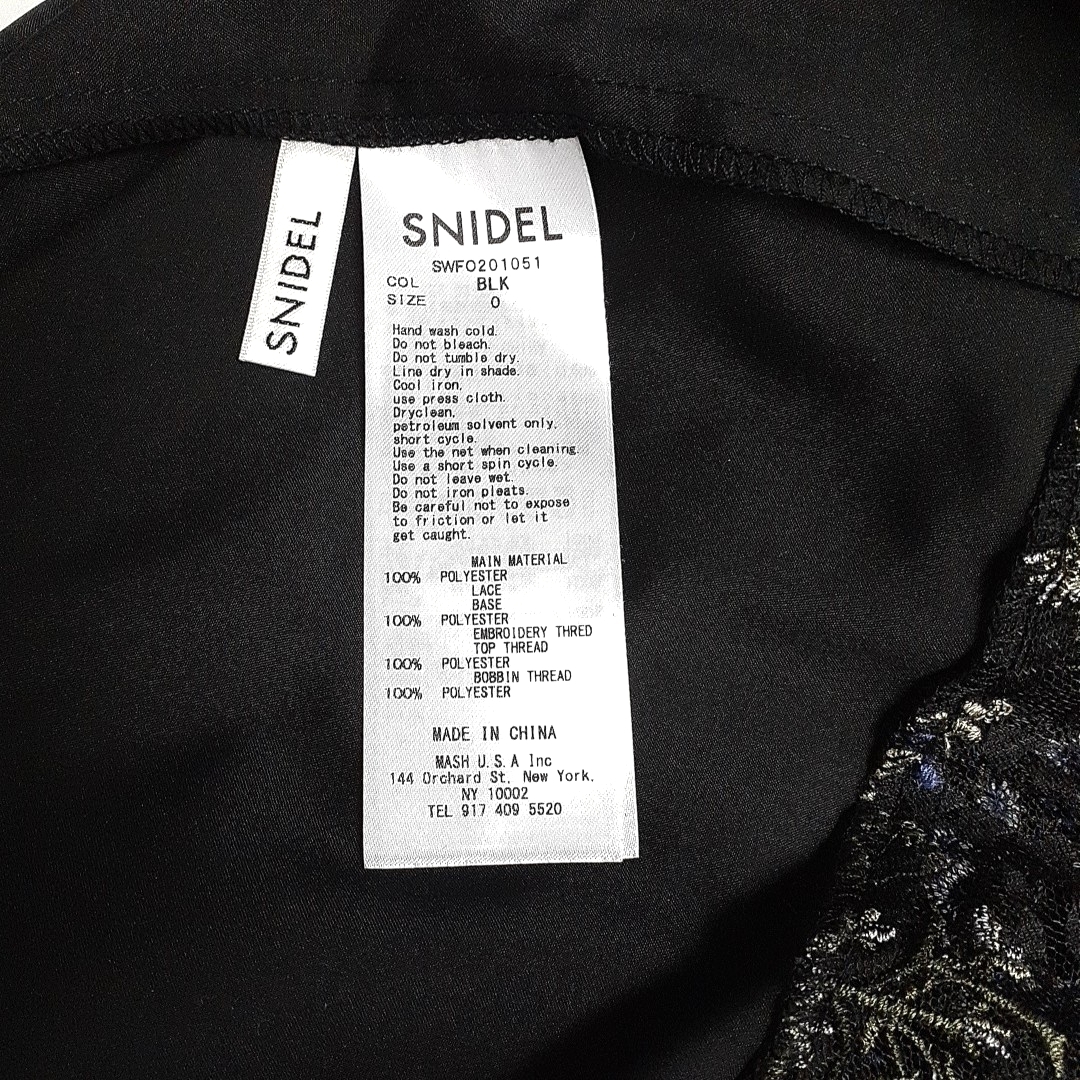 SNIDEL
SNIDEL
SWFO201051
COL BLK
SIZE 0
Hand wash cold.
Do not bleach.
Do not tumble dry.
Line dry in shade.
Cool iron,
use press cloth.
Dryclean,
petroleum solvent only,
short cycle.
Use the net when cleaning.
Use a short spin cycle.
Do not leave wet.
Do not iron pleats.
Be careful not to expose
to friction or let it
get caught.
MAIN MATERIAL
100% POLYESTER
LACE
BASE
100% POLYESTER
EMBROIDERY THRED
TOP THREAD
100% POLYESTER
BOBBIN THREAD
100% POLYESTER
MADE IN CHINA
MASH U.S.A Inc
144 Orchard St, New York,
NY 10002
TEL 917 409 5520